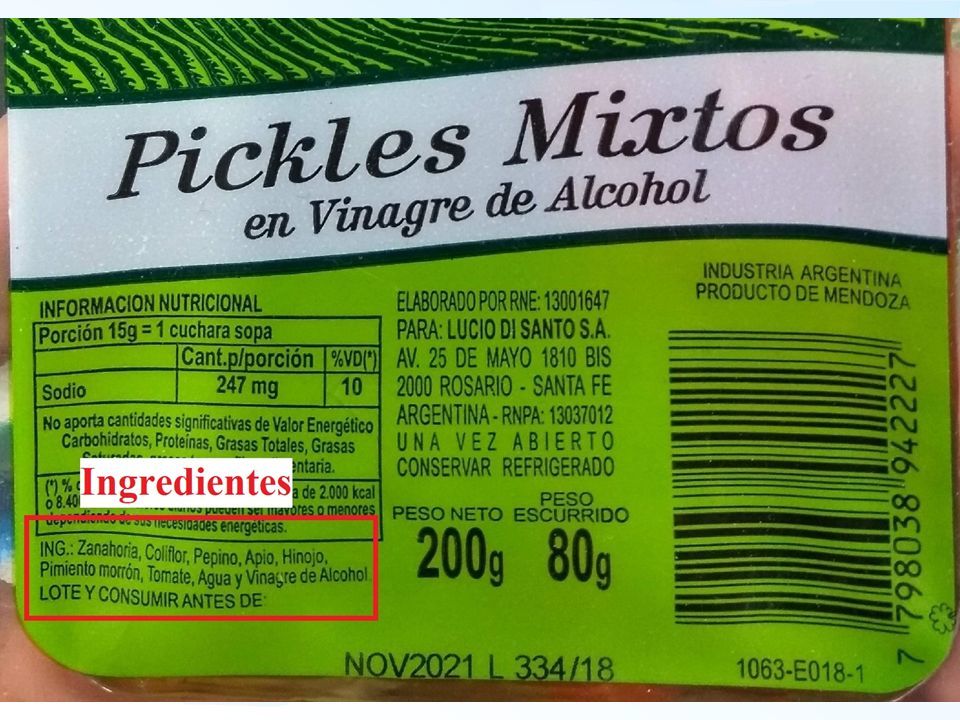 Pickles Mixtos
en Vinagre de Alcohol
INDUSTRIA ARGENTINA
PRODUCTO DE MENDOZA
INFORMACION NUTRICIONAL
Porción 15g = 1 cuchara sopa
Cant.p/porción %VD(*)
Sodio 247 mg 10
No aporta cantidades significativas de Valor Energético
Carbohidratos, Proteínas, Grasas Totales, Grasas
(*) % a de 2.000 kcal
pueden ser mayores o menores
dependiendo de sus necesidades energéticas.
Ingredientes
ING.: Zanahoria, Coliflor, Pepino, Apio, Hinojo,
Pimiento morrón, Tomate, Agua y Vinagre de Alcohol
LOTE Y CONSUMIR ANTES DE:
ELABORADO POR RNE: 13001647
PARA: LUCIO DI SANTO S.A.
AV. 25 DE MAYO 1810 BIS
2000 ROSARIO - SANTA FE
ARGENTINA - RNPA: 13037012
UNA VEZ ABIERTO
CONSERVAR REFRIGERADO
PESO NETO PESO ESCURRIDO
200g 80g
7 798038 942227
NOV2021 L 334/18
1063-E018-1